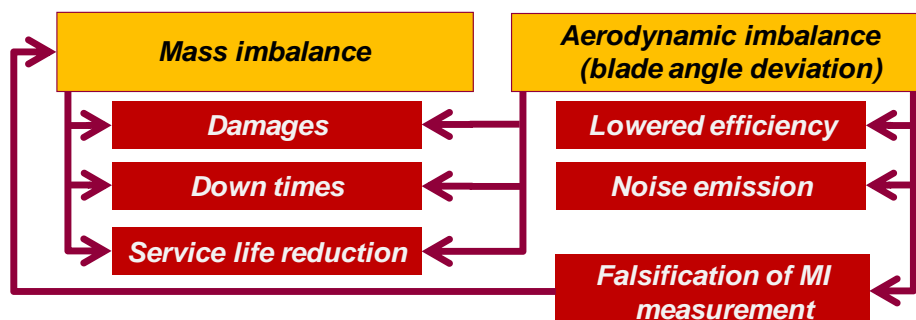 Mass imbalance
Aerodynamic imbalance
(blade angle deviation)
Damages
Lowered efficiency
Down times
Noise emission
Service life reduction
Falsification of MI
measurement